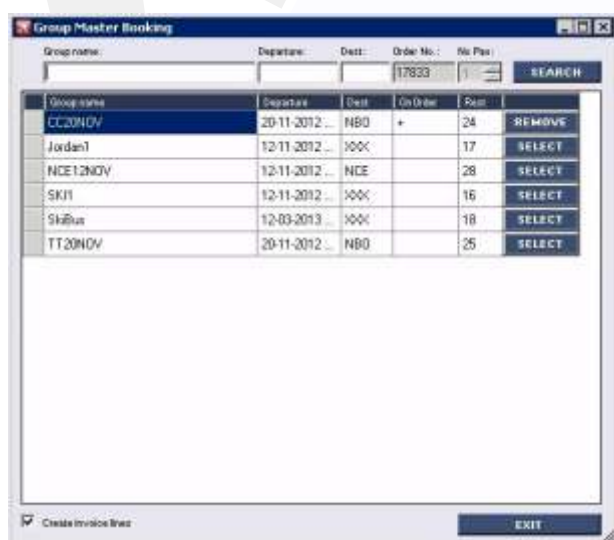 Group Master Booking
Group name: Departure: Dest: Order No.: No Pax:
17833 1 SEARCH
Group name Departure Dest On Order Rest
CC20NOV 20-11-2012 ... NBO + 24 REMOVE
Jordan1 12-11-2012 ... XXX 17 SELECT
NCE12NOV 12-11-2012 ... NCE 28 SELECT
SKI1 12-11-2012 ... XXX 16 SELECT
SkiBus 12-03-2013 ... XXX 18 SELECT
TT20NOV 20-11-2012 ... NBO 25 SELECT
Create invoice lines EXIT